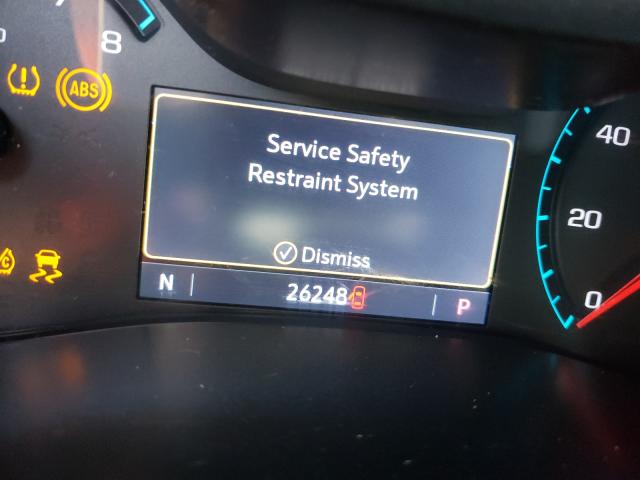 8
ABS
40
Service Safety
Restraint System
20
Dismiss
N
26248
P
0